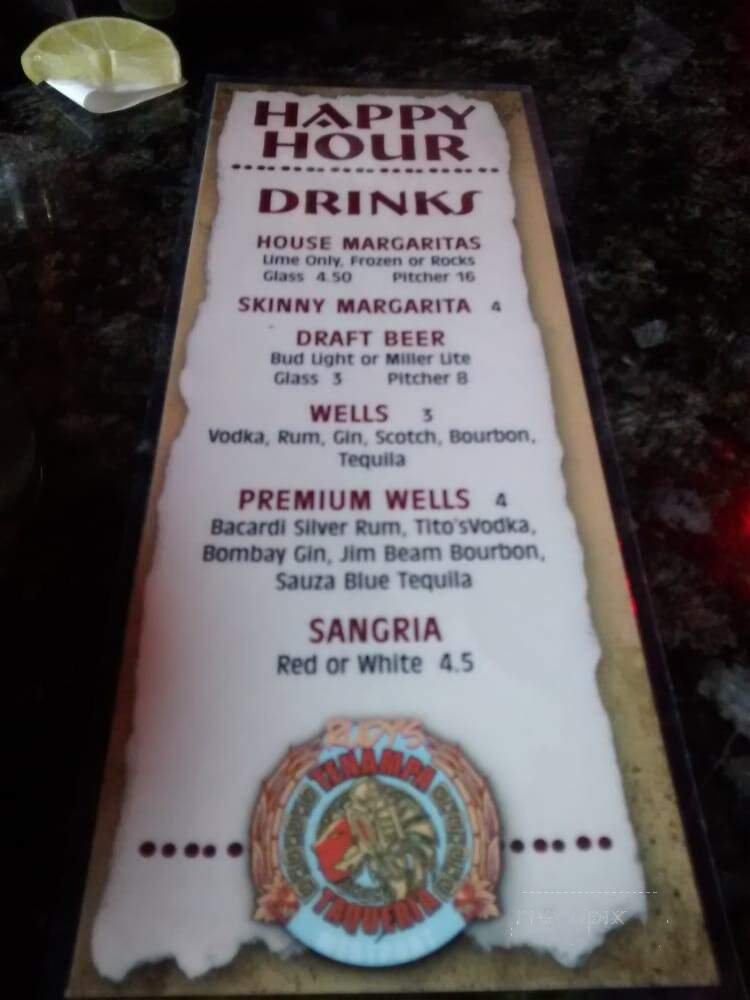 HAPPY
HOUR
DRINKS
HOUSE MARGARITAS
Lime Only, Frozen or Rocks
Glass 4.50 Pitcher 16
SKINNY MARGARITA 4
DRAFT BEER
Bud Light or Miller Lite
Glass 3 Pitcher 8
WELLS 3
Vodka, Rum, Gin, Scotch, Bourbon,
Tequila
PREMIUM WELLS 4
Bacardi Silver Rum, Tito'sVodka,
Bombay Gin, Jim Beam Bourbon,
Sauza Blue Tequila
SANGRIA
Red or White 4.5
TENAMPA
TAQUERIA